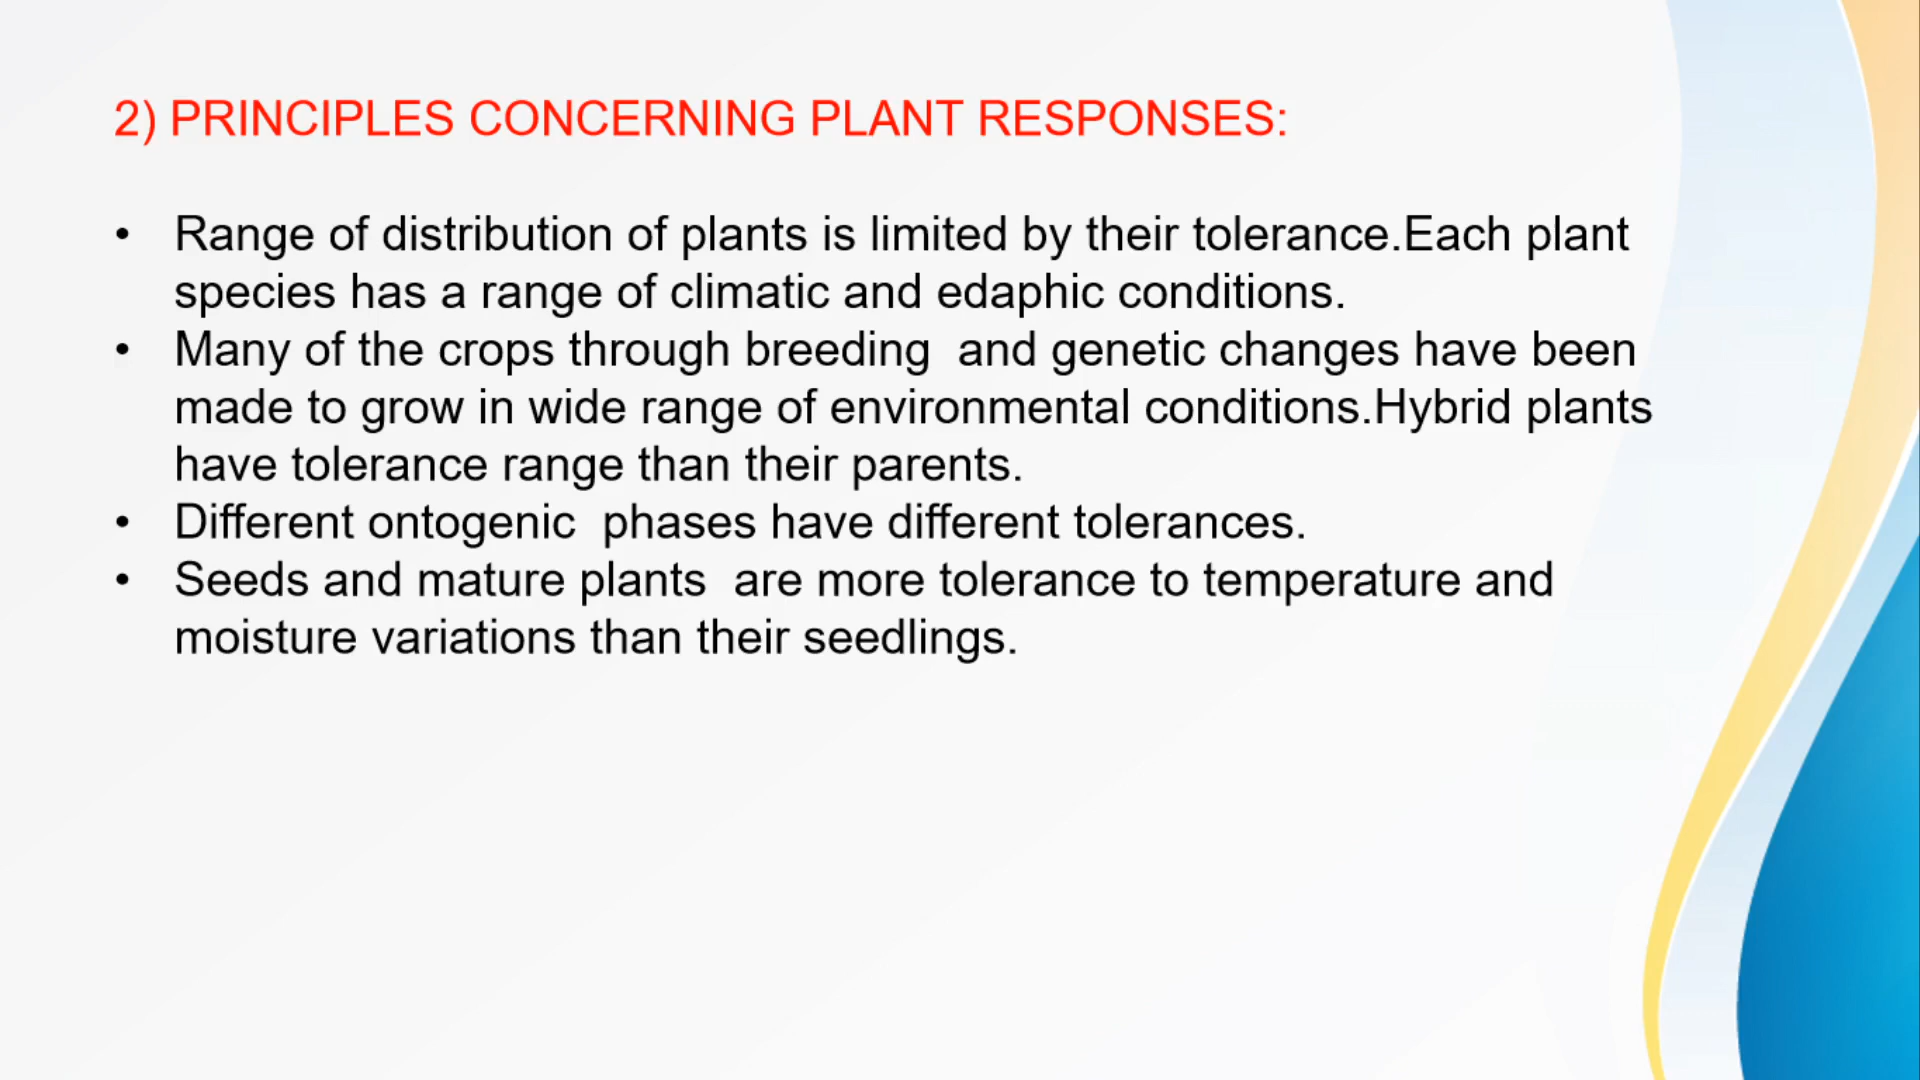 2) PRINCIPLES CONCERNING PLANT RESPONSES:
• Range of distribution of plants is limited by their tolerance.Each plant
species has a range of climatic and edaphic conditions.
• Many of the crops through breeding  and genetic changes have been
made to grow in wide range of environmental conditions.Hybrid plants
have tolerance range than their parents.
• Different ontogenic  phases have different tolerances.
• Seeds and mature plants  are more tolerance to temperature and
moisture variations than their seedlings.